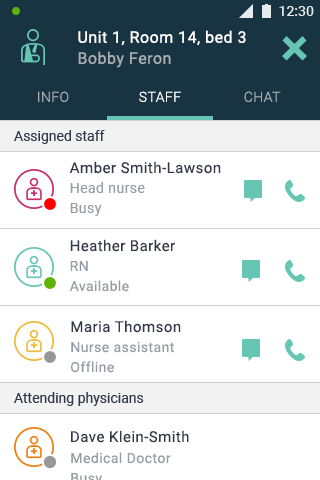 12:30
Unit 1, Room 14, bed 3
Bobby Feron
INFO STAFF CHAT
Assigned staff
Amber Smith-Lawson
Head nurse
Busy
Heather Barker
RN
Available
Maria Thomson
Nurse assistant
Offline
Attending physicians
Dave Klein-Smith
Medical Doctor
Busy